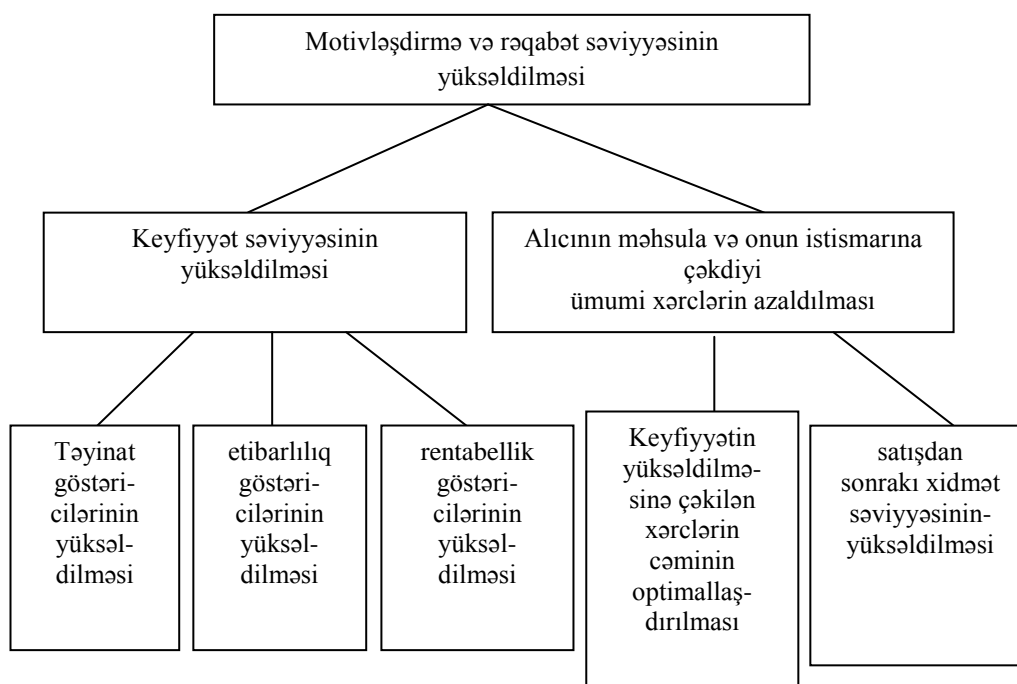 Motivləşdirmə və rəqabət səviyyəsinin
yüksəldilməsi
Keyfiyyət səviyyəsinin
yüksəldilməsi
Alıcının məhsula və onun istismarına
çəkdiyi
ümumi xərclərin azaldılması
Təyinat
göstəri-
cilərinin
yüksəl-
dilməsi
etibarlılıq
göstəri-
cilərinin
yüksəl-
dilməsi
rentabellik
göstəri-
cilərinin
yüksəl-
dilməsi
Keyfiyyətin
yüksəldilmə-
sinə çəkilən
xərclərin
cəminin
optimallaş-
dırılması
satışdan
sonrakı xidmət
səviyyəsinin-
yüksəldilməsi